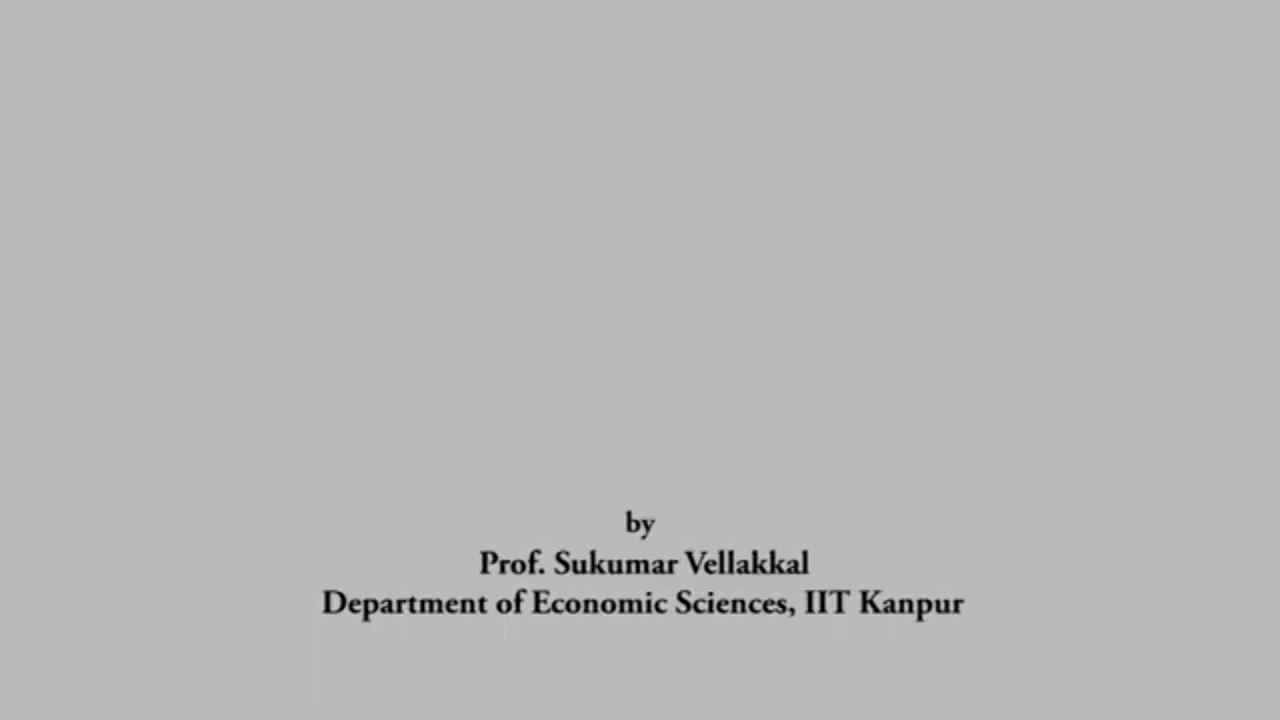 by
Prof. Sukumar Vellakkal
Department of Economic Sciences, IIT Kanpur